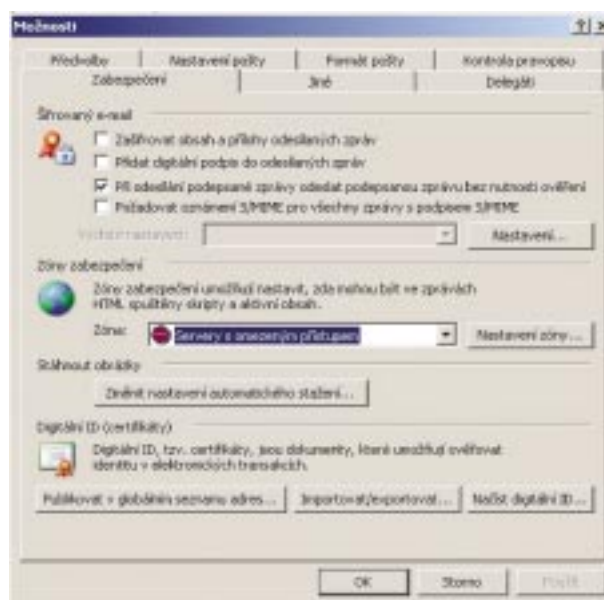 Možnosti
Předvolby
Nastavení pošty
Formát pošty
Kontrola pravopisu
Zabezpečení
Jiné
Delegáti
Šifrovaný e-mail
Zašifrovat obsah a přílohy odesílaných zpráv
Přidat digitální podpis do odesílaných zpráv
Při odesílání podepsané zprávy odeslat podepsanou zprávu bez nutnosti ověření
Požadovat oznámení S/MIME pro všechny zprávy s podpisem S/MIME
Výchozí nastavení:
Nastavení...
Zóny zabezpečení
Zóny zabezpečení umožňují nastavit, zda mohou být ve zprávách
HTML spuštěny skripty a aktivní obsah.
Zóna:
Servery s omezeným přístupem
Nastavení zóny...
Stáhnout obrázky
Změnit nastavení automatického stažení...
Digitální ID (certifikáty)
Digitální ID, tzv. certifikáty, jsou dokumenty, které umožňují ověřovat
identitu v elektronických transakcích.
Publikovat v globálním seznamu adres...
Importovat/exportovat...
Načíst digitální ID...
OK
Storno
Použít